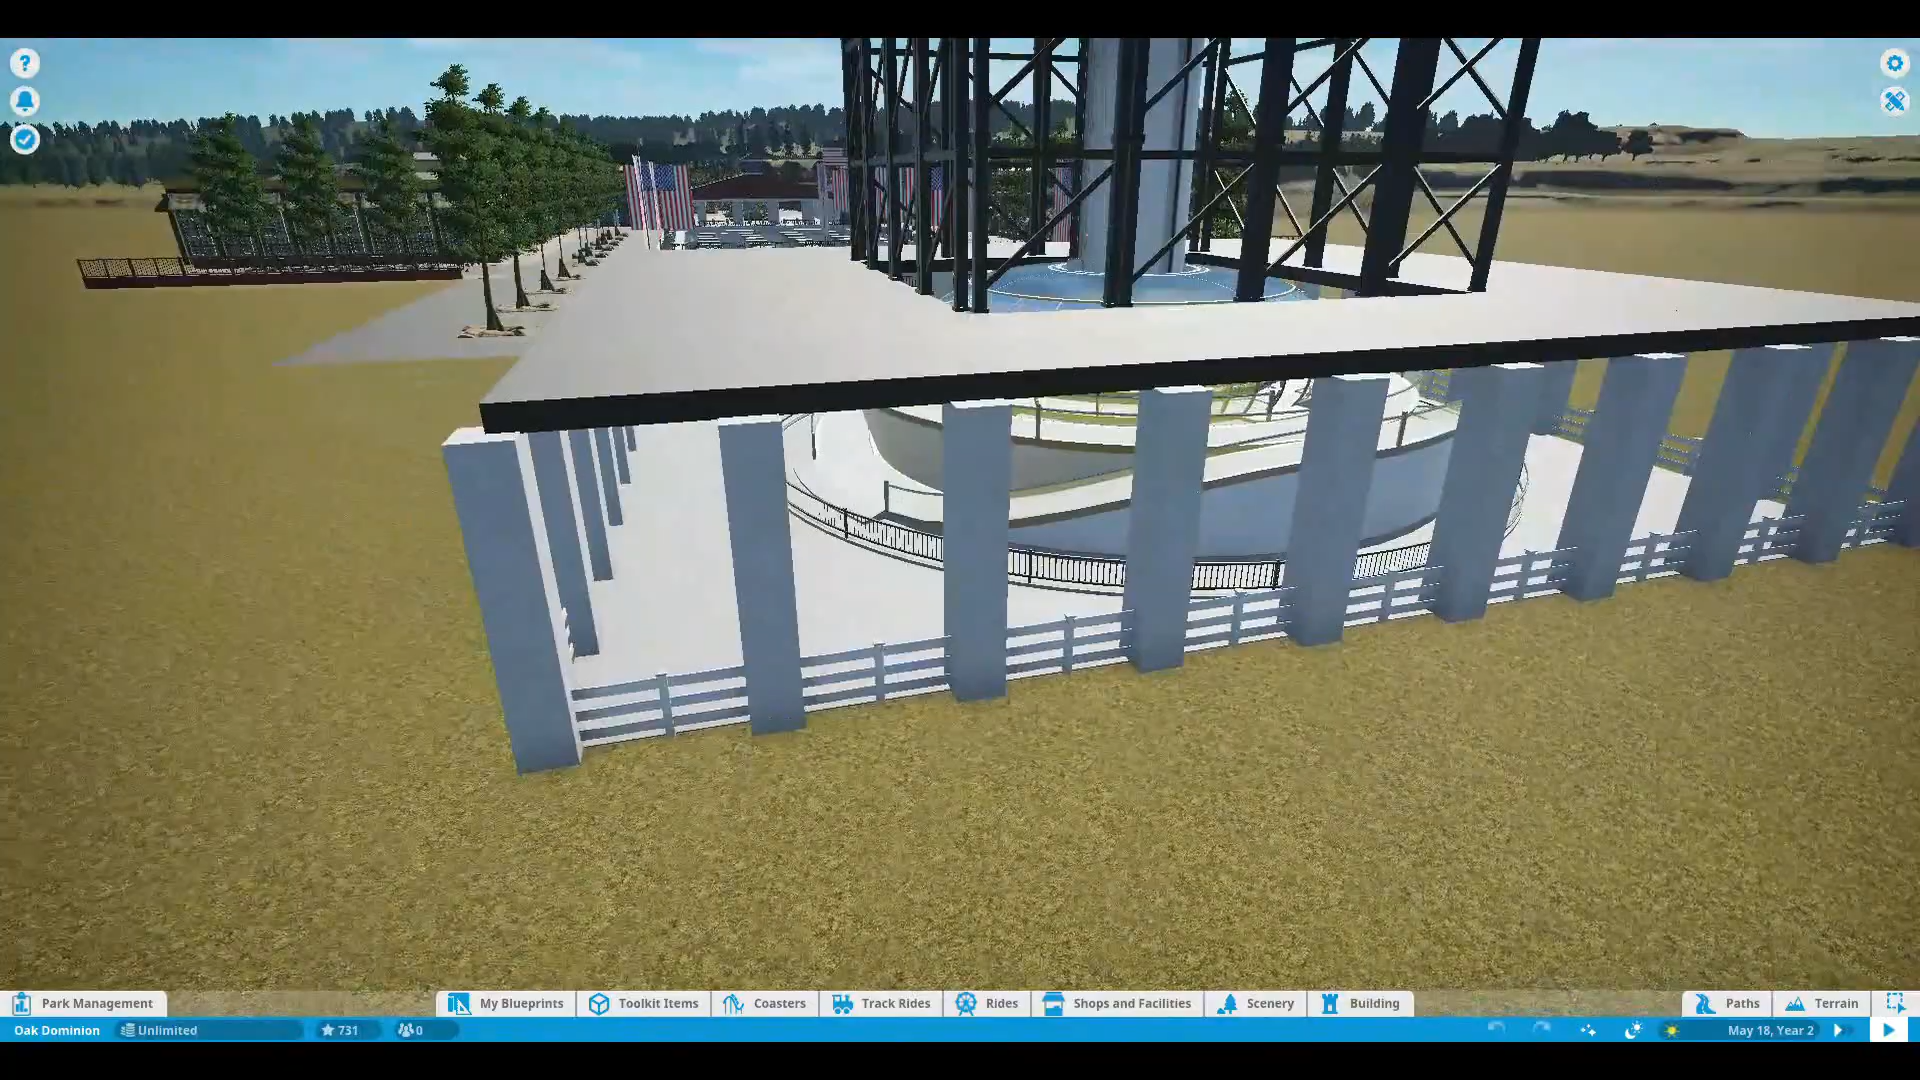 ?
Park Management
My Blueprints
Toolkit Items
Coasters
Track Rides
Rides
Shops and Facilities
Scenery
Building
Paths
Terrain
Oak Dominion
Unlimited
731
0
May 18, Year 2